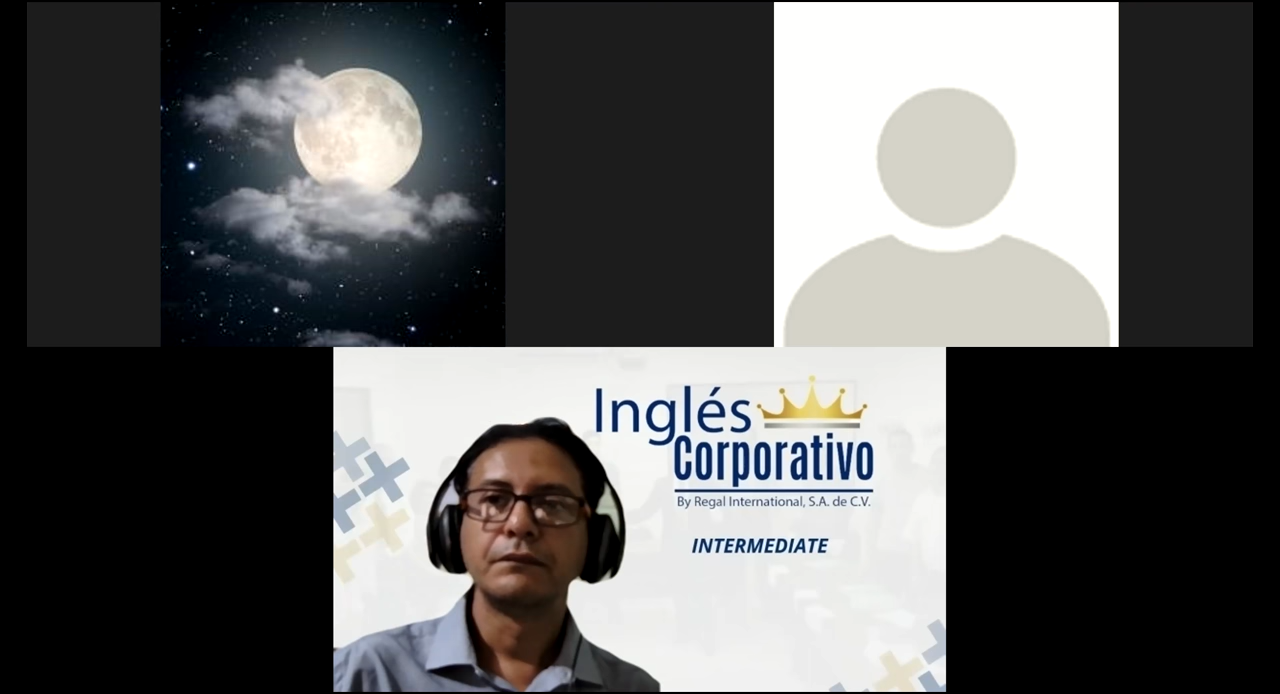 Inglés
Corporativo
By Regal International, S.A. de C.V.
INTERMEDIATE